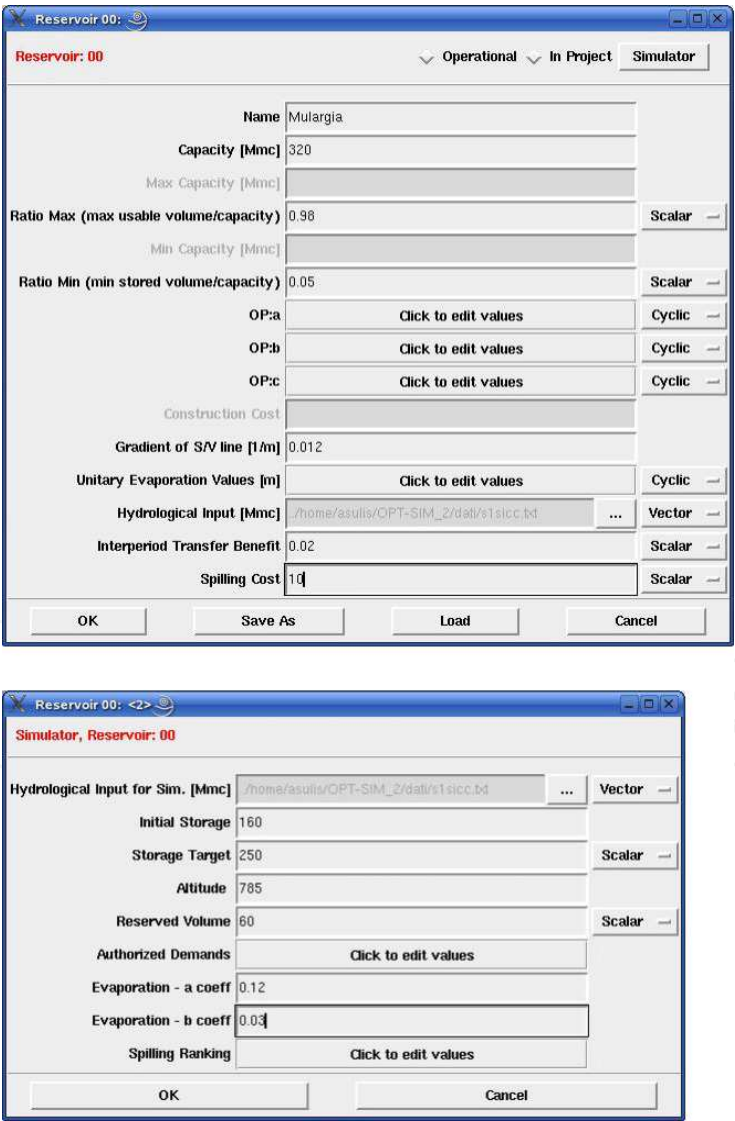 Reservoir 00:
Reservoir: 00 Operational In Project Simulator
Name Mulargia
Capacity [Mmc] 320
Max Capacity [Mmc]
Ratio Max (max usable volume/capacity) 0.98 Scalar
Min Capacity [Mmc]
Ratio Min (min stored volume/capacity) 0.05 Scalar
OP:a Click to edit values Cyclic
OP:b Click to edit values Cyclic
OP:c Click to edit values Cyclic
Construction Cost
Gradient of S/V line [1/m] 0.012
Unitary Evaporation Values [m] Click to edit values Cyclic
Hydrological Input [Mmc] ./home/asulis/OPT-SIM_2/dati/s1sicc.txt ... Vector
Interperiod Transfer Benefit 0.02 Scalar
Spilling Cost 10 Scalar
OK Save As Load Cancel
Reservoir 00: <2>
Simulator, Reservoir: 00
Hydrological Input for Sim. [Mmc] ./home/asulis/OPT-SIM_2/dati/s1sicc.txt ... Vector
Initial Storage 160
Storage Target 250 Scalar
Altitude 785
Reserved Volume 60 Scalar
Authorized Demands Click to edit values
Evaporation - a coeff 0.12
Evaporation - b coeff 0.03
Spilling Ranking Click to edit values
OK Cancel